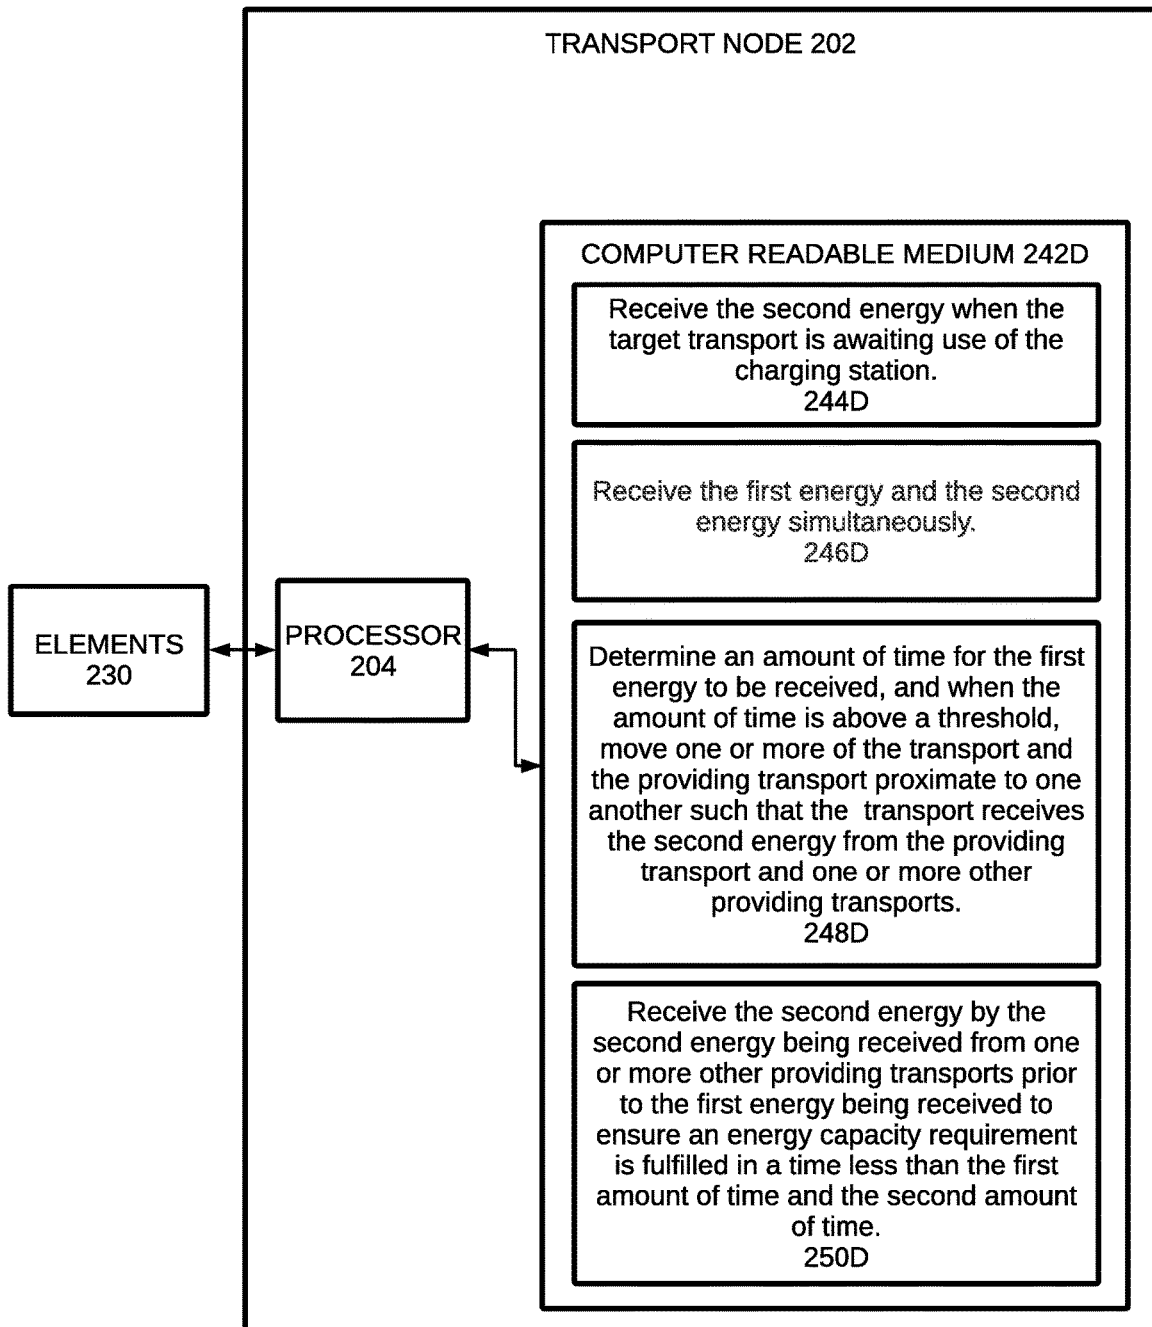 TRANSPORT NODE 202
COMPUTER READABLE MEDIUM 242D
Receive the second energy when the
target transport is awaiting use of the
charging station.
244D
Receive the first energy and the second
energy simultaneously.
246D
ELEMENTS
230
PROCESSOR
204
Determine an amount of time for the first
energy to be received, and when the
amount of time is above a threshold,
move one or more of the transport and
the providing transport proximate to one
another such that the transport receives
the second energy from the providing
transport and one or more other
providing transports.
248D
Receive the second energy by the
second energy being received from one
or more other providing transports prior
to the first energy being received to
ensure an energy capacity requirement
is fulfilled in a time less than the first
amount of time and the second amount
of time.
250D